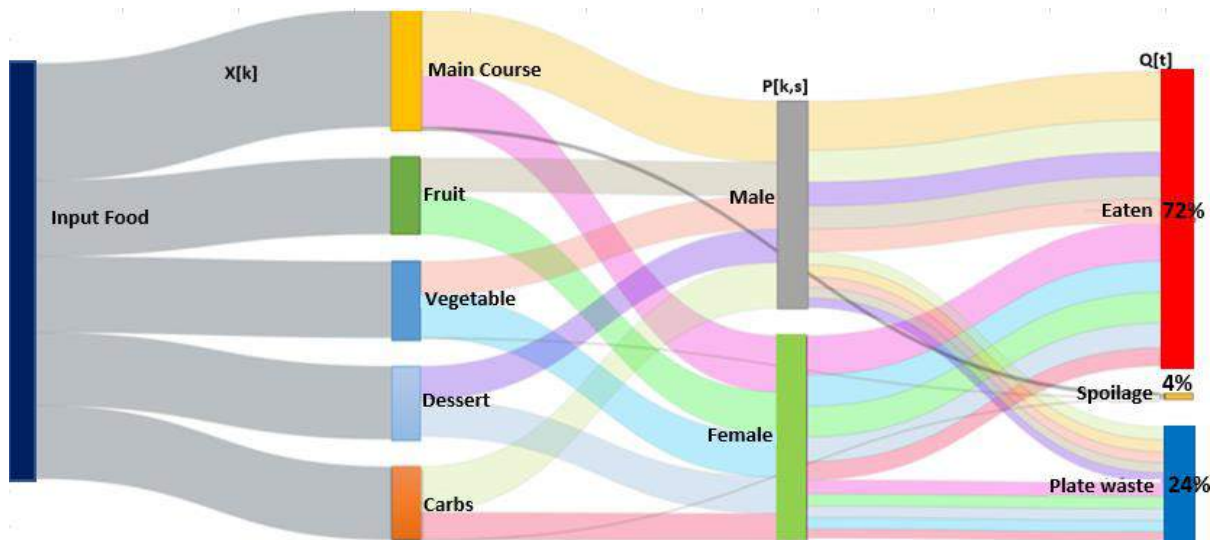 X[k]
Main Course
P[k,s]
Q[t]
Input Food
Fruit
Male
Eaten 72%
Vegetable
4%
Spoilage
Dessert
Female
Plate waste 24%
Carbs